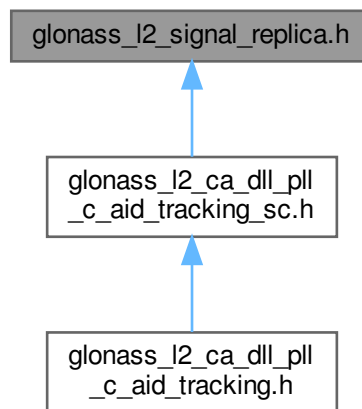 glonass_l2_signal_replica.h
glonass_l2_ca_dll_pll
_c_aid_tracking_sc.h
glonass_l2_ca_dll_pll
_c_aid_tracking.h